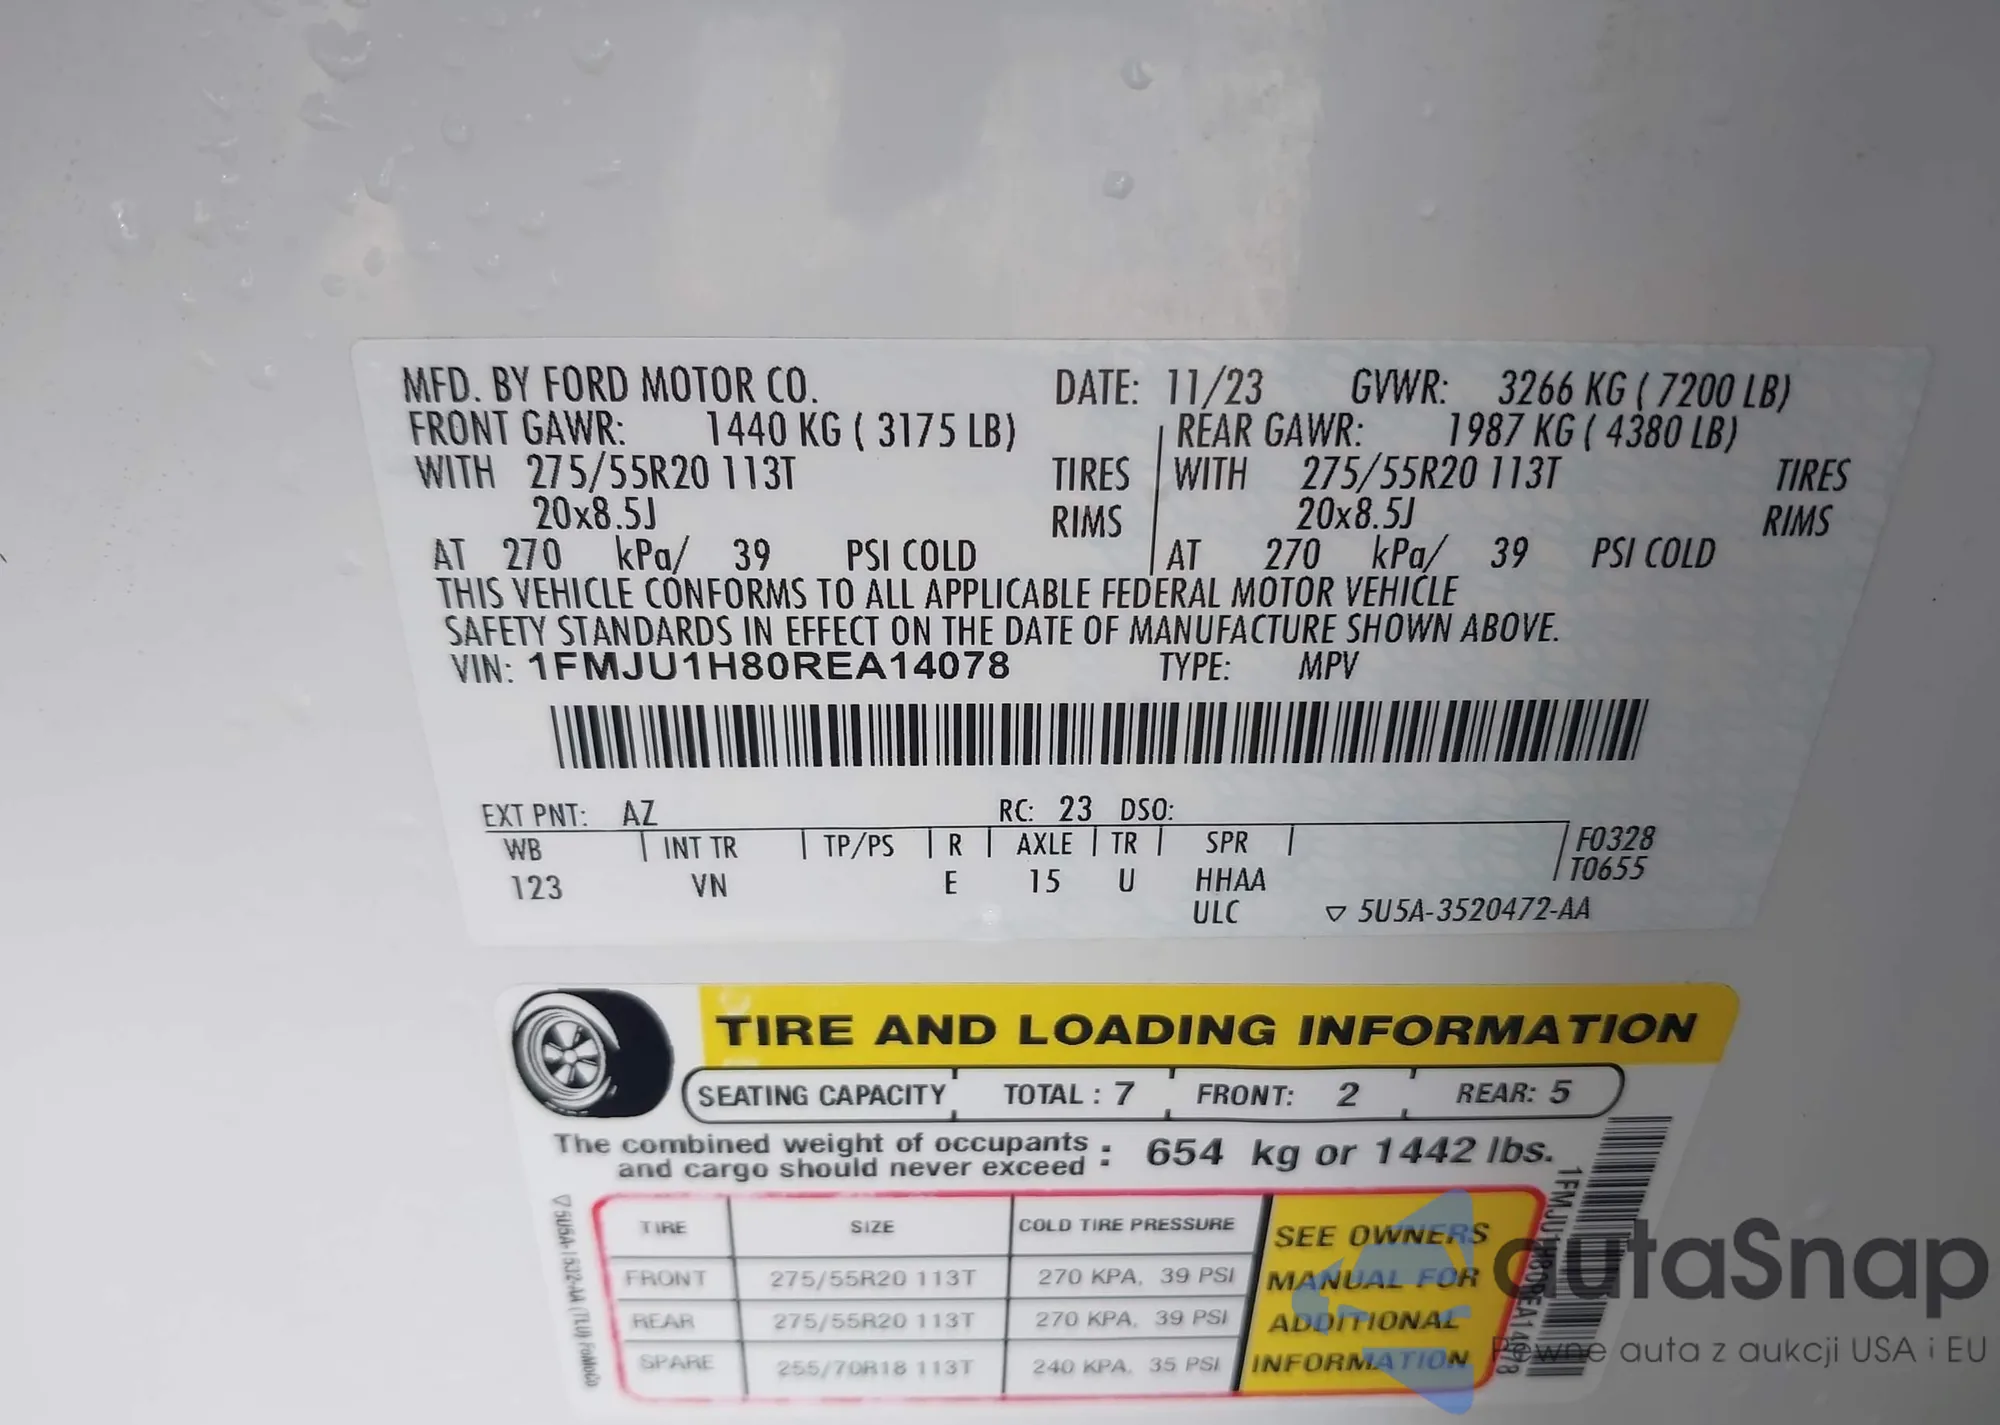 MFD. BY FORD MOTOR CO. DATE: 11/23 GVWR: 3266 KG ( 7200 LB)
FRONT GAWR: 1440 KG ( 3175 LB) REAR GAWR: 1987 KG ( 4380 LB)
WITH 275/55R20 113T TIRES WITH 275/55R20 113T TIRES
20x8.5J RIMS 20x8.5J RIMS
AT 270 kPa/ 39 PSI COLD AT 270 kPa/ 39 PSI COLD
THIS VEHICLE CONFORMS TO ALL APPLICABLE FEDERAL MOTOR VEHICLE
SAFETY STANDARDS IN EFFECT ON THE DATE OF MANUFACTURE SHOWN ABOVE.
VIN: 1FMJU1H80REA14078 TYPE: MPV
EXT PNT: AZ RC: 23 DSO:
WB INT TR TP/PS R AXLE TR SPR F0328
T0655
123 VN E 15 U HHAA
ULC ▽ 5U5A-3520472-AA
TIRE AND LOADING INFORMATION
SEATING CAPACITY TOTAL : 7 FRONT: 2 REAR: 5
The combined weight of occupants
and cargo should never exceed : 654 kg or 1442 lbs.
TIRE SIZE COLD TIRE PRESSURE
FRONT 275/55R20 113T 270 KPA, 39 PSI
REAR 275/55R20 113T 270 KPA, 39 PSI
SPARE 255/70R18 113T 240 KPA, 35 PSI
SEE OWNERS
MANUAL FOR
ADDITIONAL
INFORMATION
1FMJU1H80REA14078
autaSnap
Pewne auta z aukcji USA i EU